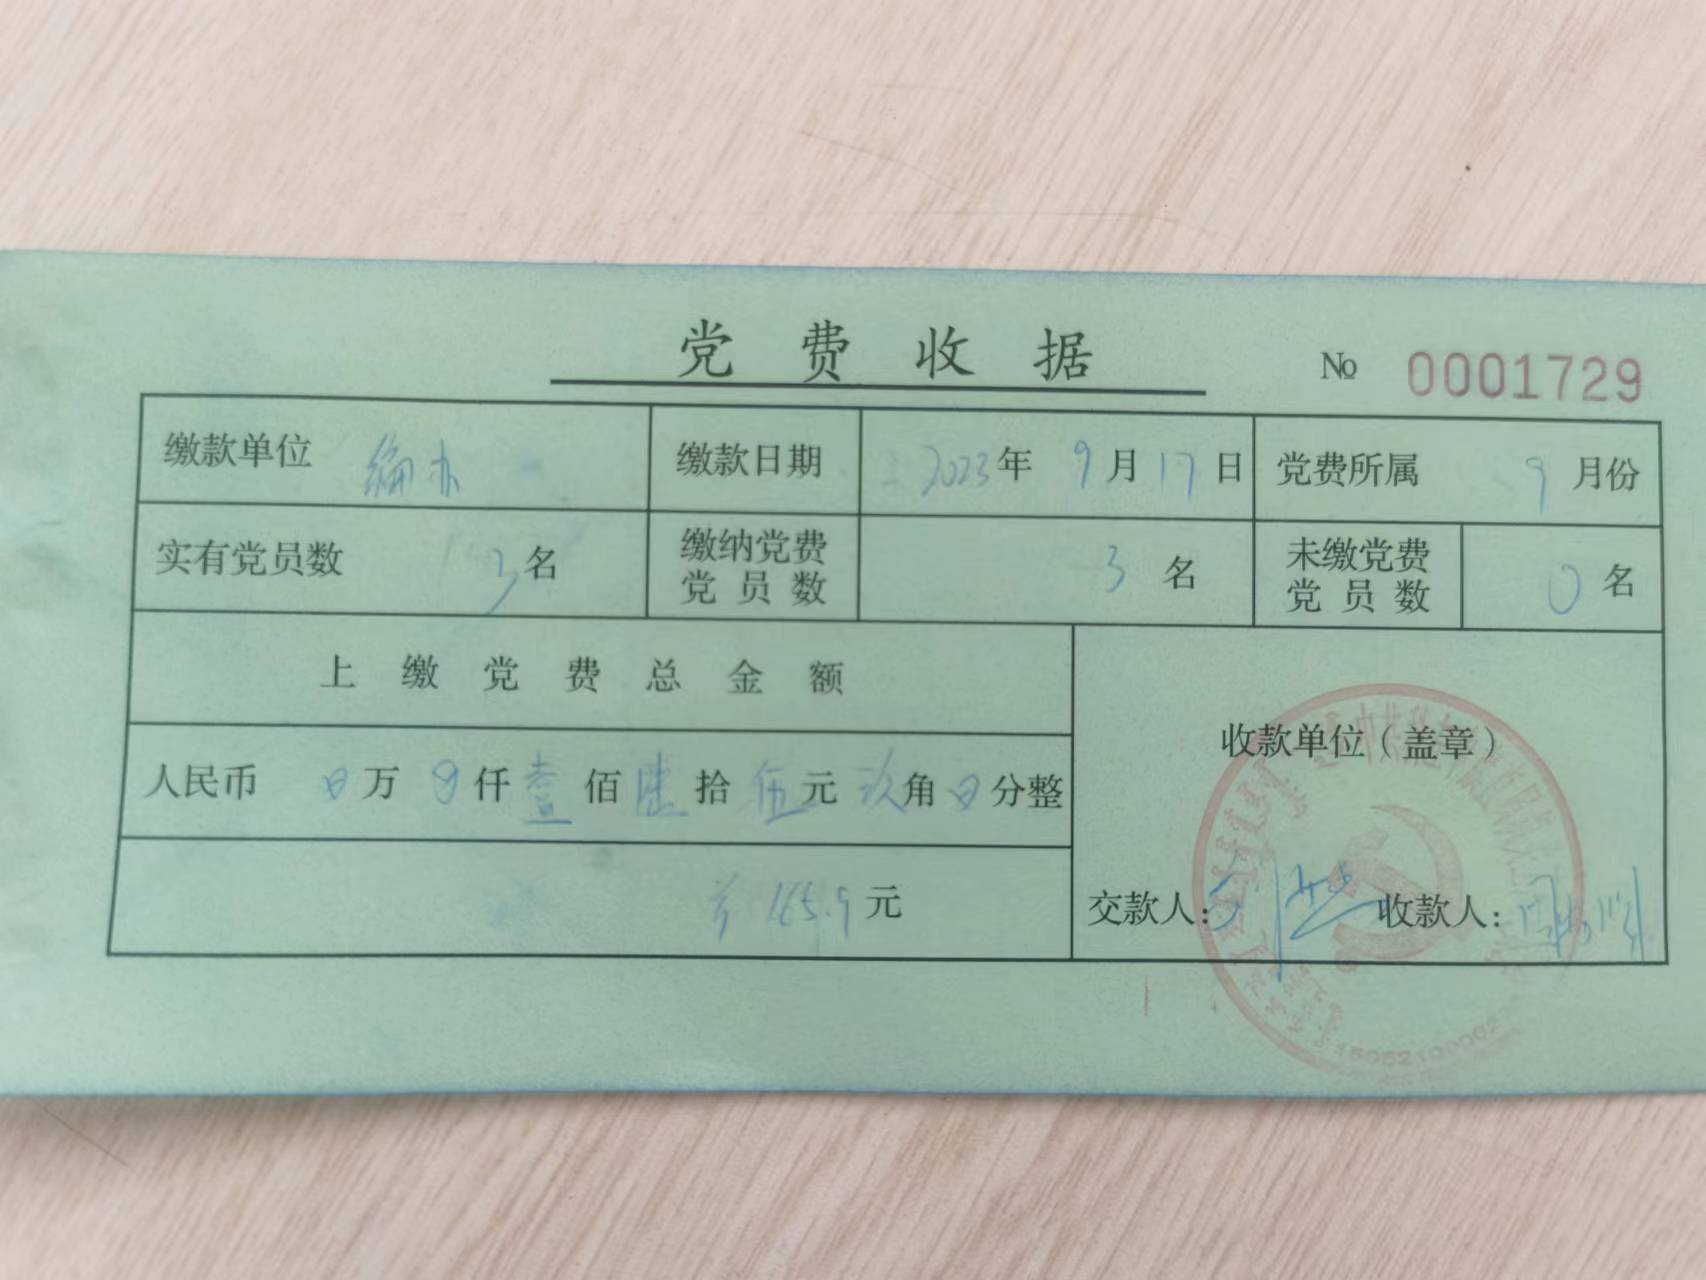 党费收据
№ 0001729
缴款单位 编办 缴款日期 2023年9月17日 党费所属 9月份
实有党员数 3名 缴纳党费党员数 3名 未缴党费党员数 0名
上缴党费总金额
收款单位(盖章)
人民币 0万0仟壹佰陆拾伍元玖角0分整
165.9元
交款人: 收款人: